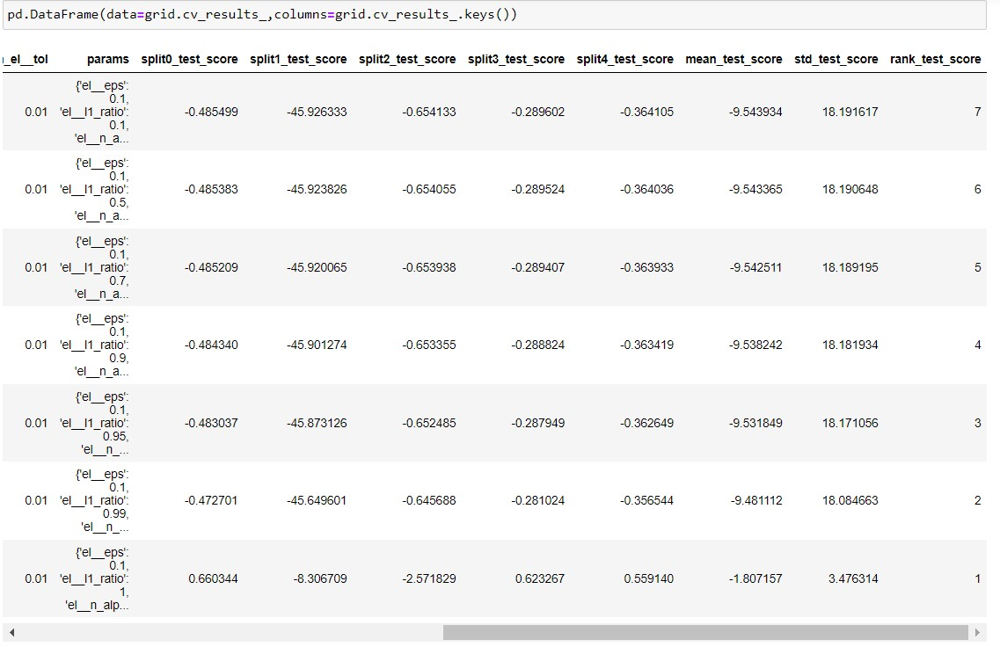 pd.DataFrame(data=grid.cv_results_,columns=grid.cv_results_.keys())
_el__tol params split0_test_score split1_test_score split2_test_score split3_test_score split4_test_score mean_test_score std_test_score rank_test_score
{'el__eps':
0.1,
0.01 'el__l1_ratio': -0.485499 -45.926333 -0.654133 -0.289602 -0.364105 -9.543934 18.191617 7
0.1,
'el__n_a...
{'el__eps':
0.1,
0.01 'el__l1_ratio': -0.485383 -45.923826 -0.654055 -0.289524 -0.364036 -9.543365 18.190648 6
0.5,
'el__n_a...
{'el__eps':
0.1,
0.01 'el__l1_ratio': -0.485209 -45.920065 -0.653938 -0.289407 -0.363933 -9.542511 18.189195 5
0.7,
'el__n_a...
{'el__eps':
0.1,
0.01 'el__l1_ratio': -0.484340 -45.901274 -0.653355 -0.288824 -0.363419 -9.538242 18.181934 4
0.9,
'el__n_a...
{'el__eps':
0.1,
0.01 'el__l1_ratio': -0.483037 -45.873126 -0.652485 -0.287949 -0.362649 -9.531849 18.171056 3
0.95,
'el__n_...
{'el__eps':
0.1,
0.01 'el__l1_ratio': -0.472701 -45.649601 -0.645688 -0.281024 -0.356544 -9.481112 18.084663 2
0.99,
'el__n_...
{'el__eps':
0.1,
0.01 'el__l1_ratio': 0.660344 -8.306709 -2.571829 0.623267 0.559140 -1.807157 3.476314 1
1,
'el__n_alp...